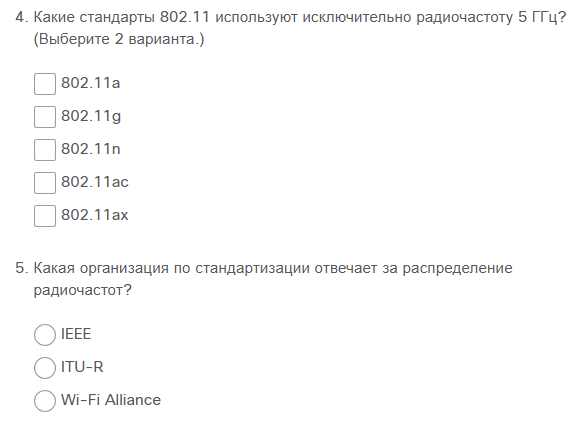 4. Какие стандарты 802.11 используют исключительно радиочастоту 5 ГГц?
(Выберите 2 варианта.)
802.11a
802.11g
802.11n
802.11ac
802.11ax
5. Какая организация по стандартизации отвечает за распределение
радиочастот?
IEEE
ITU-R
Wi-Fi Alliance